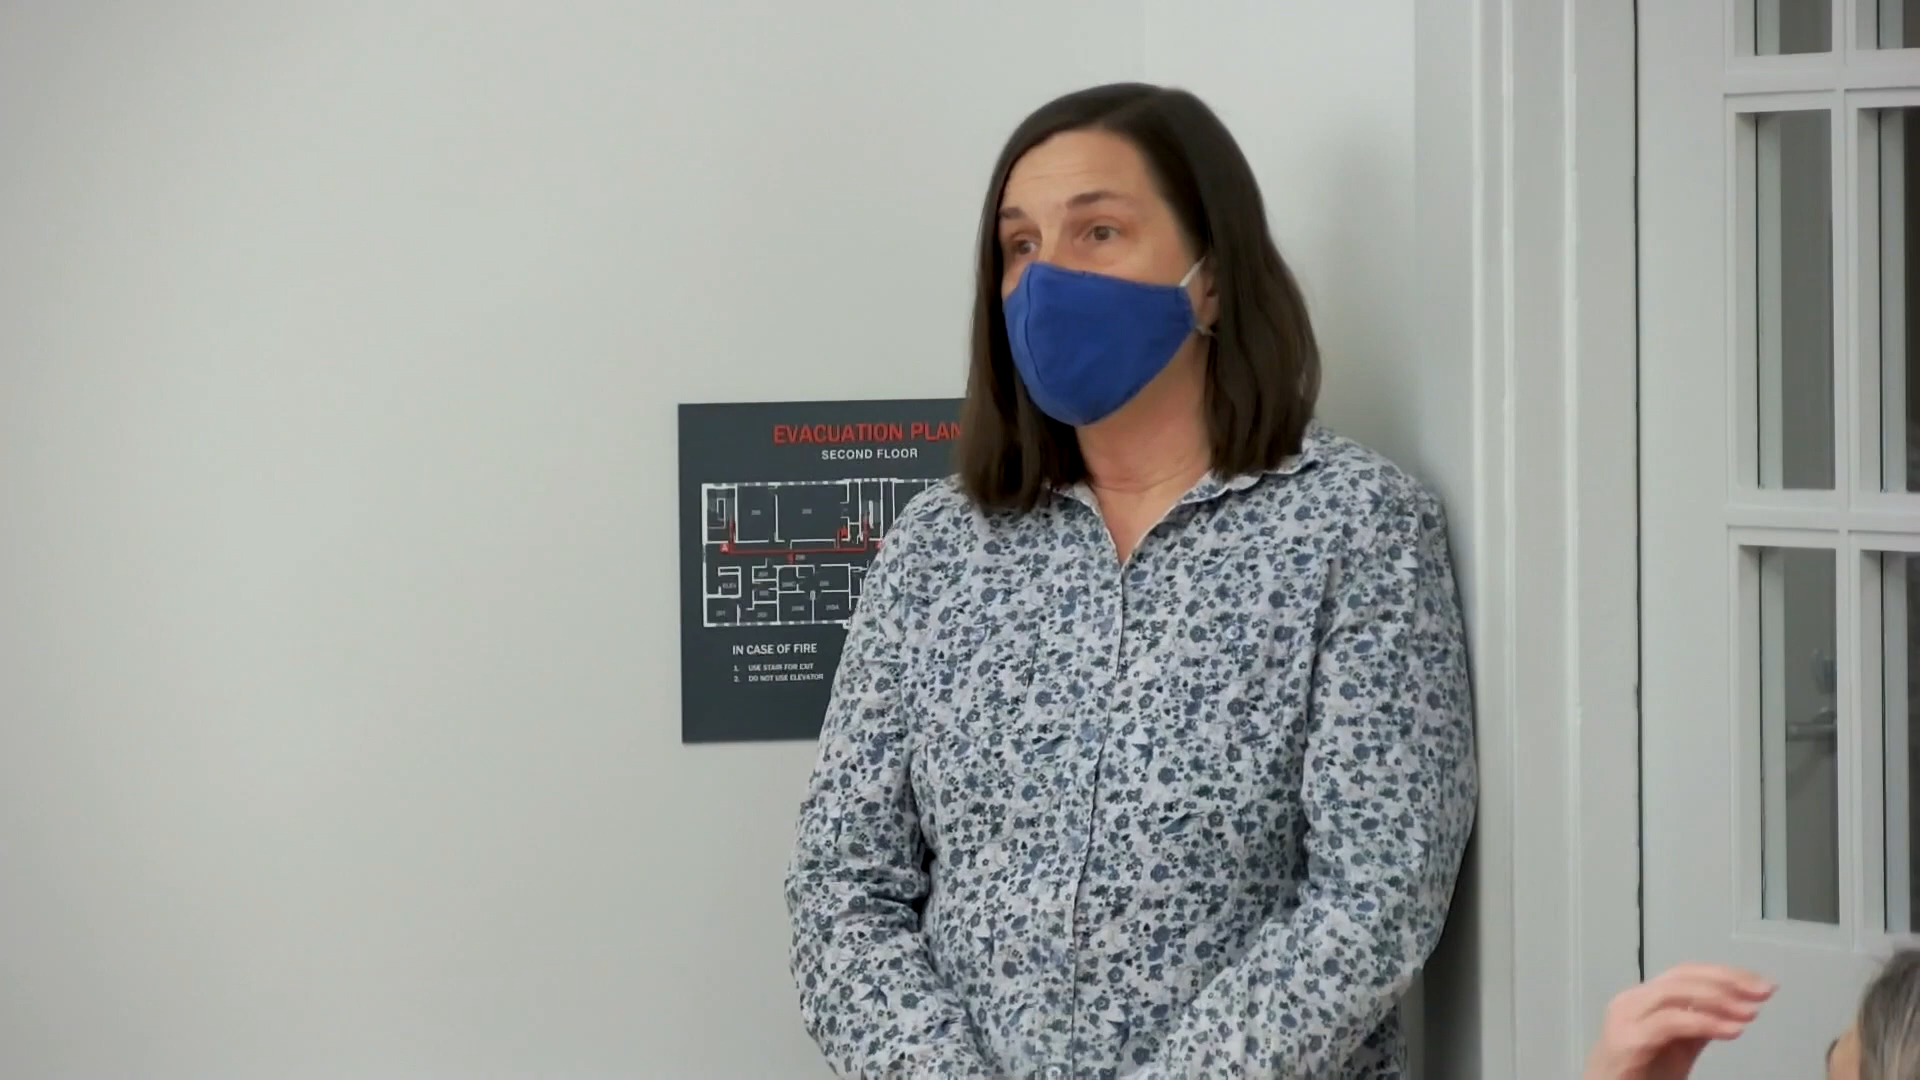 EVACUATION PLAN
SECOND FLOOR
IN CASE OF FIRE
1. USE STAIR FOR EXIT
2. DO NOT USE ELEVATOR